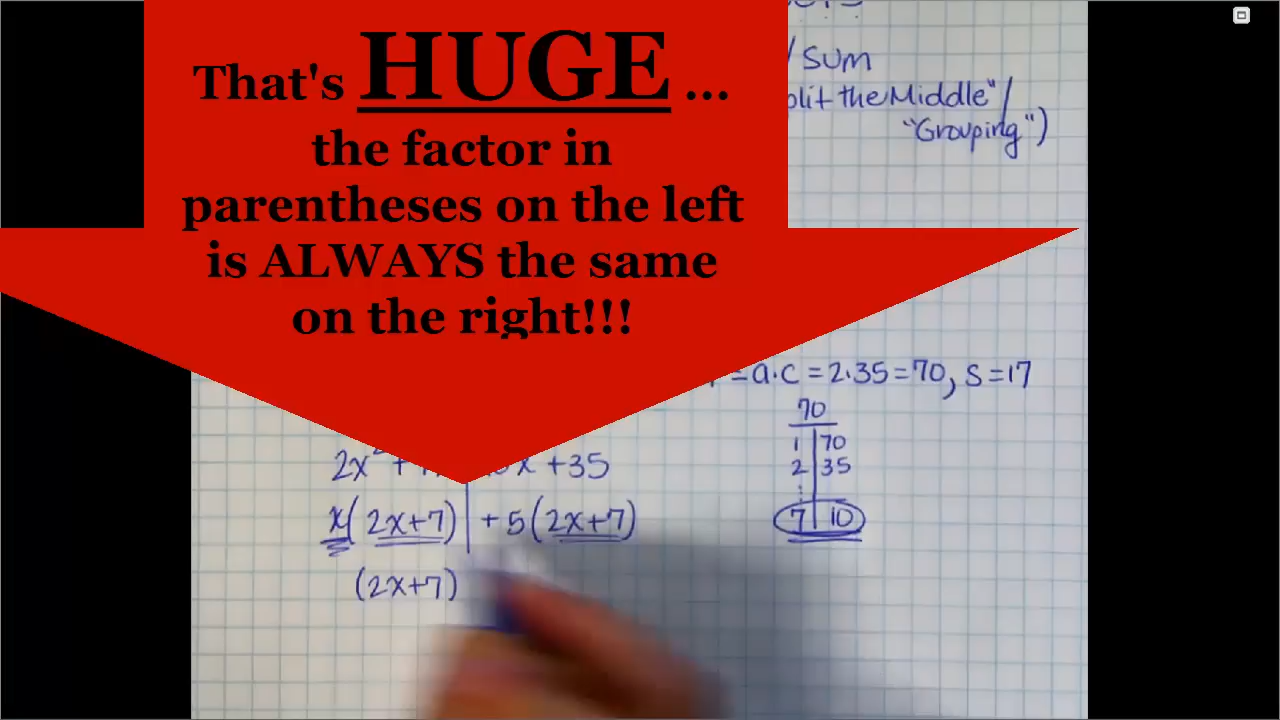 That's HUGE ...
the factor in
parentheses on the left
is ALWAYS the same
on the right!!!
/ Sum
plit the Middle"/
"Grouping")
= a·c = 2·35 = 70, S = 17
70
1 | 70
2 | 35
⋮
7 | 10
2x² + x + 35
x(2x+7) | + 5(2x+7)
(2x+7)